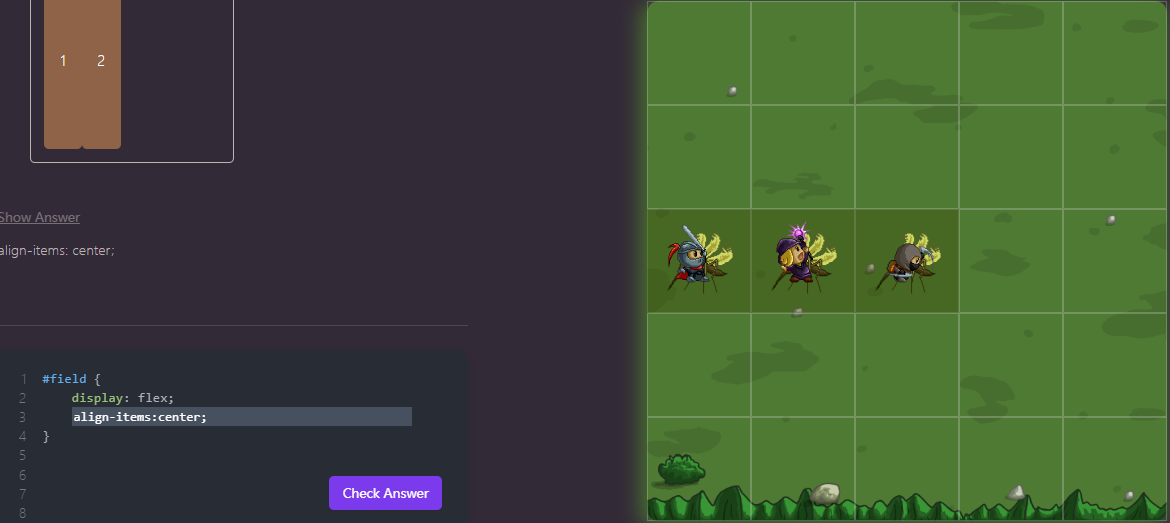 1 2
Show Answer
align-items: center;
1 #field {
2 display: flex;
3 align-items:center;
4 }
5
6
7
8
Check Answer